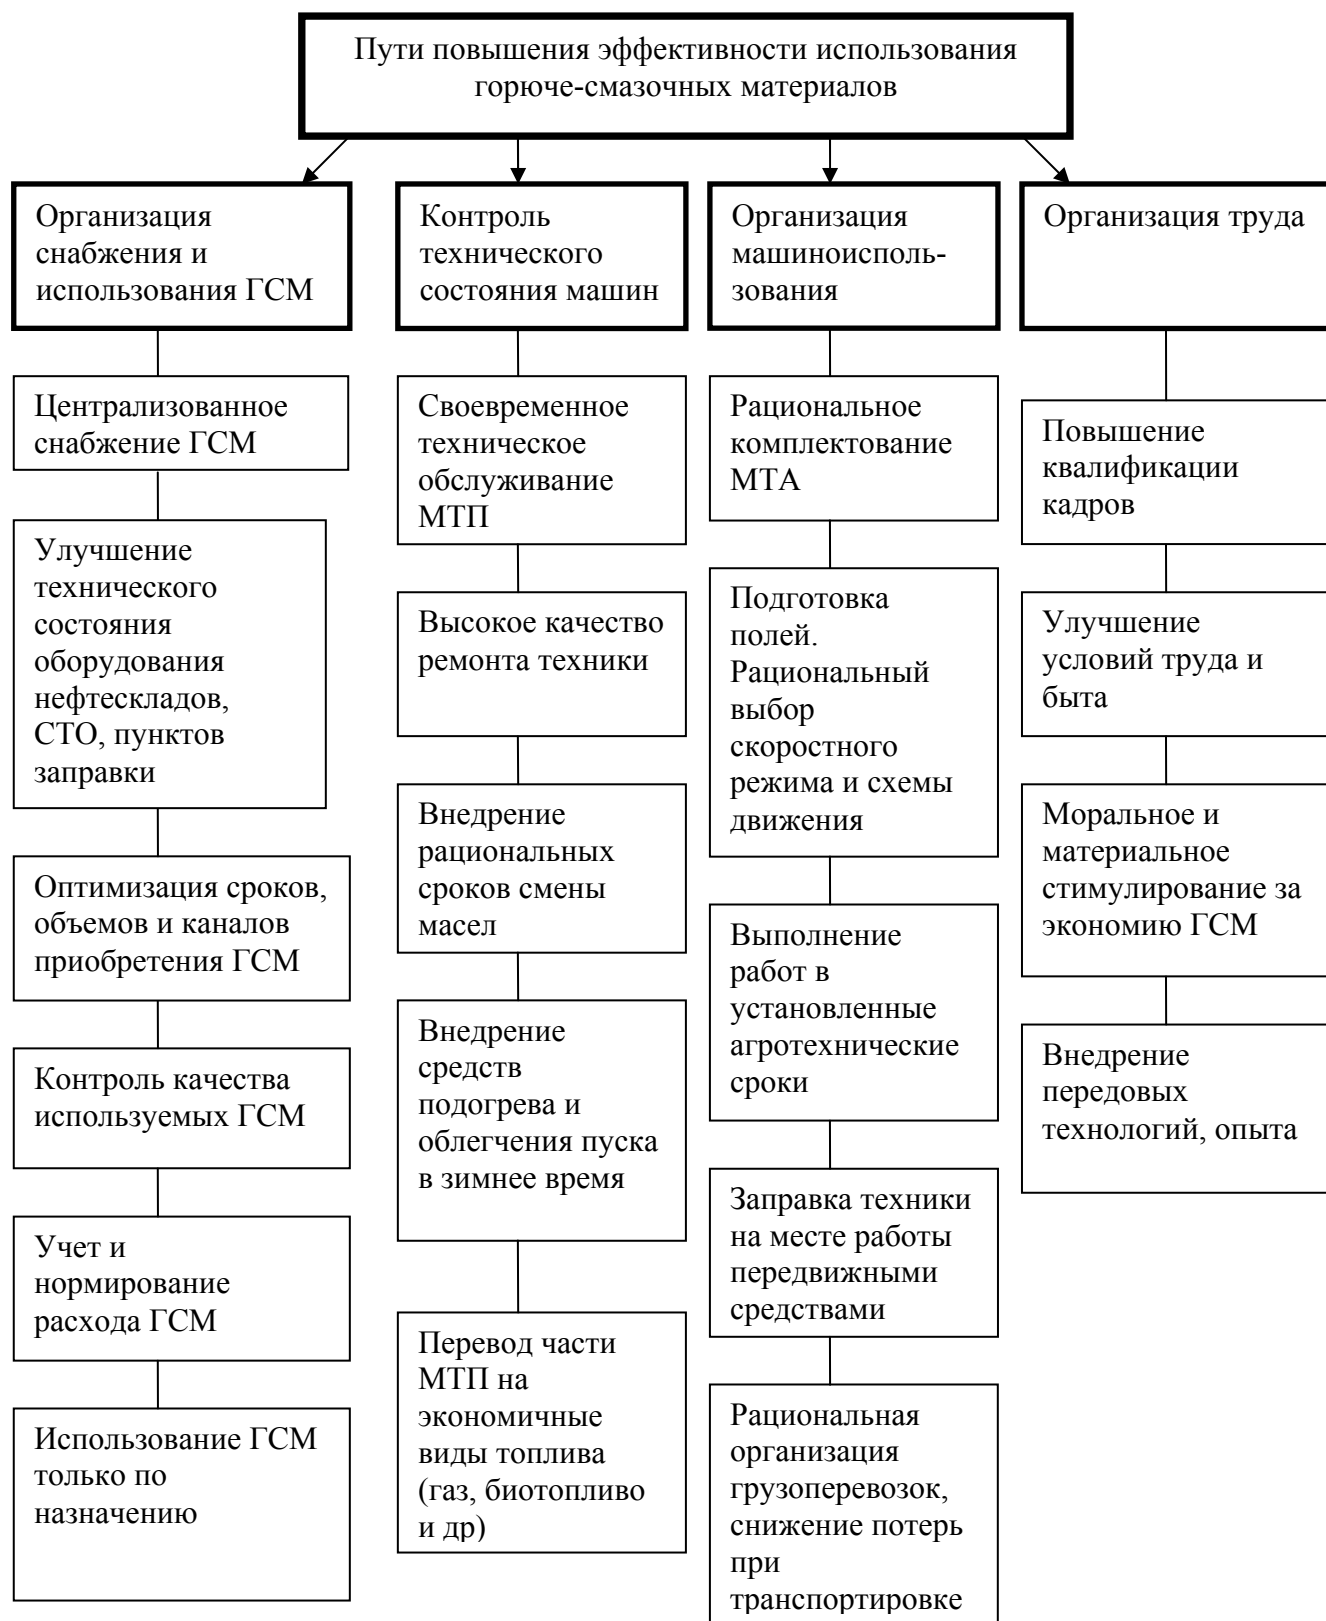 Пути повышения эффективности использования
горюче-смазочных материалов
Организация
снабжения и
использования ГСМ
Централизованное
снабжение ГСМ
Улучшение
технического
состояния
оборудования
нефтескладов,
СТО, пунктов
заправки
Оптимизация сроков,
объемов и каналов
приобретения ГСМ
Контроль качества
используемых ГСМ
Учет и
нормирование
расхода ГСМ
Использование ГСМ
только по
назначению
Контроль
технического
состояния машин
Своевременное
техническое
обслуживание
МТП
Высокое качество
ремонта техники
Внедрение
рациональных
сроков смены
масел
Внедрение
средств
подогрева и
облегчения пуска
в зимнее время
Перевод части
МТП на
экономичные
виды топлива
(газ, биотопливо
и др)
Организация
машиноисполь-
зования
Рациональное
комплектование
МТА
Подготовка
полей.
Рациональный
выбор
скоростного
режима и схемы
движения
Выполнение
работ в
установленные
агротехнические
сроки
Заправка техники
на месте работы
передвижными
средствами
Рациональная
организация
грузоперевозок,
снижение потерь
при
транспортировке
Организация труда
Повышение
квалификации
кадров
Улучшение
условий труда и
быта
Моральное и
материальное
стимулирование за
экономию ГСМ
Внедрение
передовых
технологий, опыта